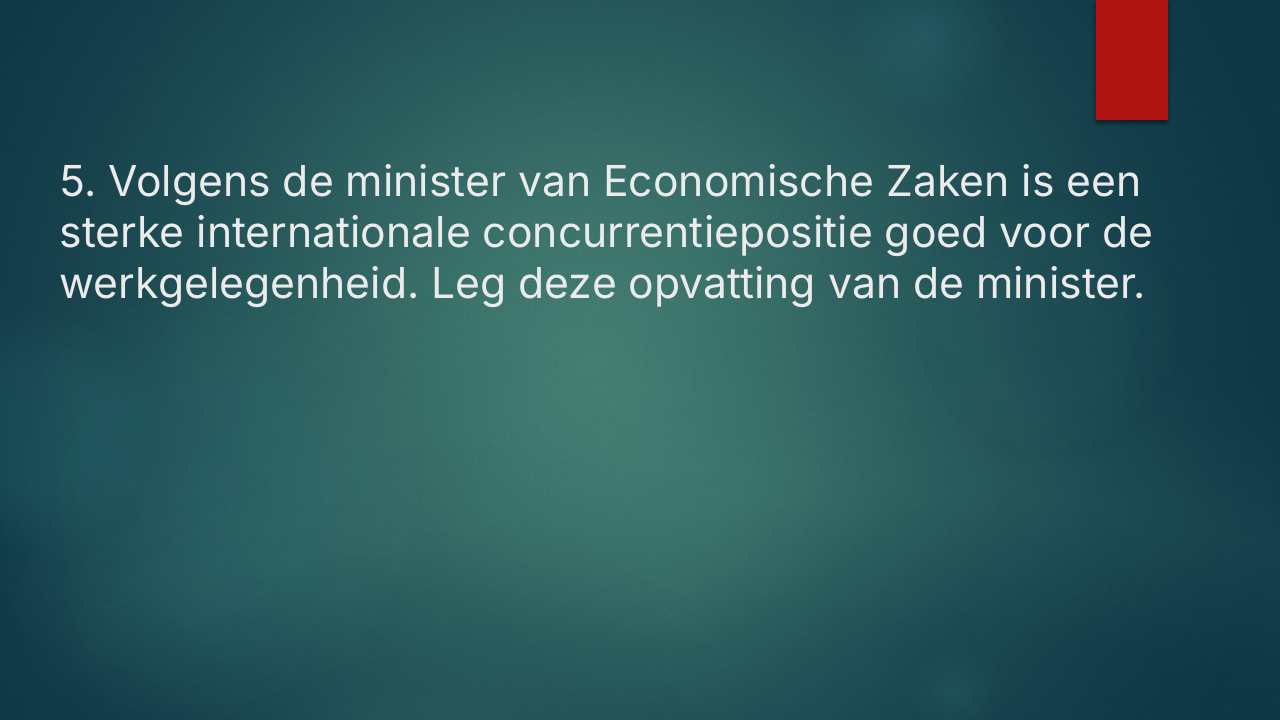 5. Volgens de minister van Economische Zaken is een
sterke internationale concurrentiepositie goed voor de
werkgelegenheid. Leg deze opvatting van de minister.